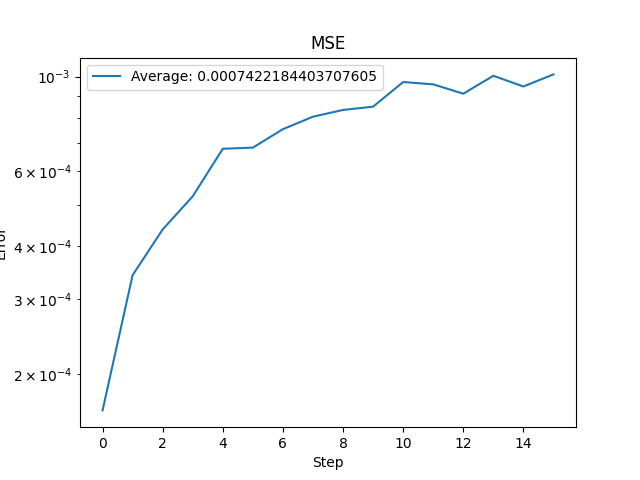 MSE
Average: 0.0007422184403707605
10⁻³
6 × 10⁻⁴
4 × 10⁻⁴
3 × 10⁻⁴
2 × 10⁻⁴
Error
0 2 4 6 8 10 12 14
Step